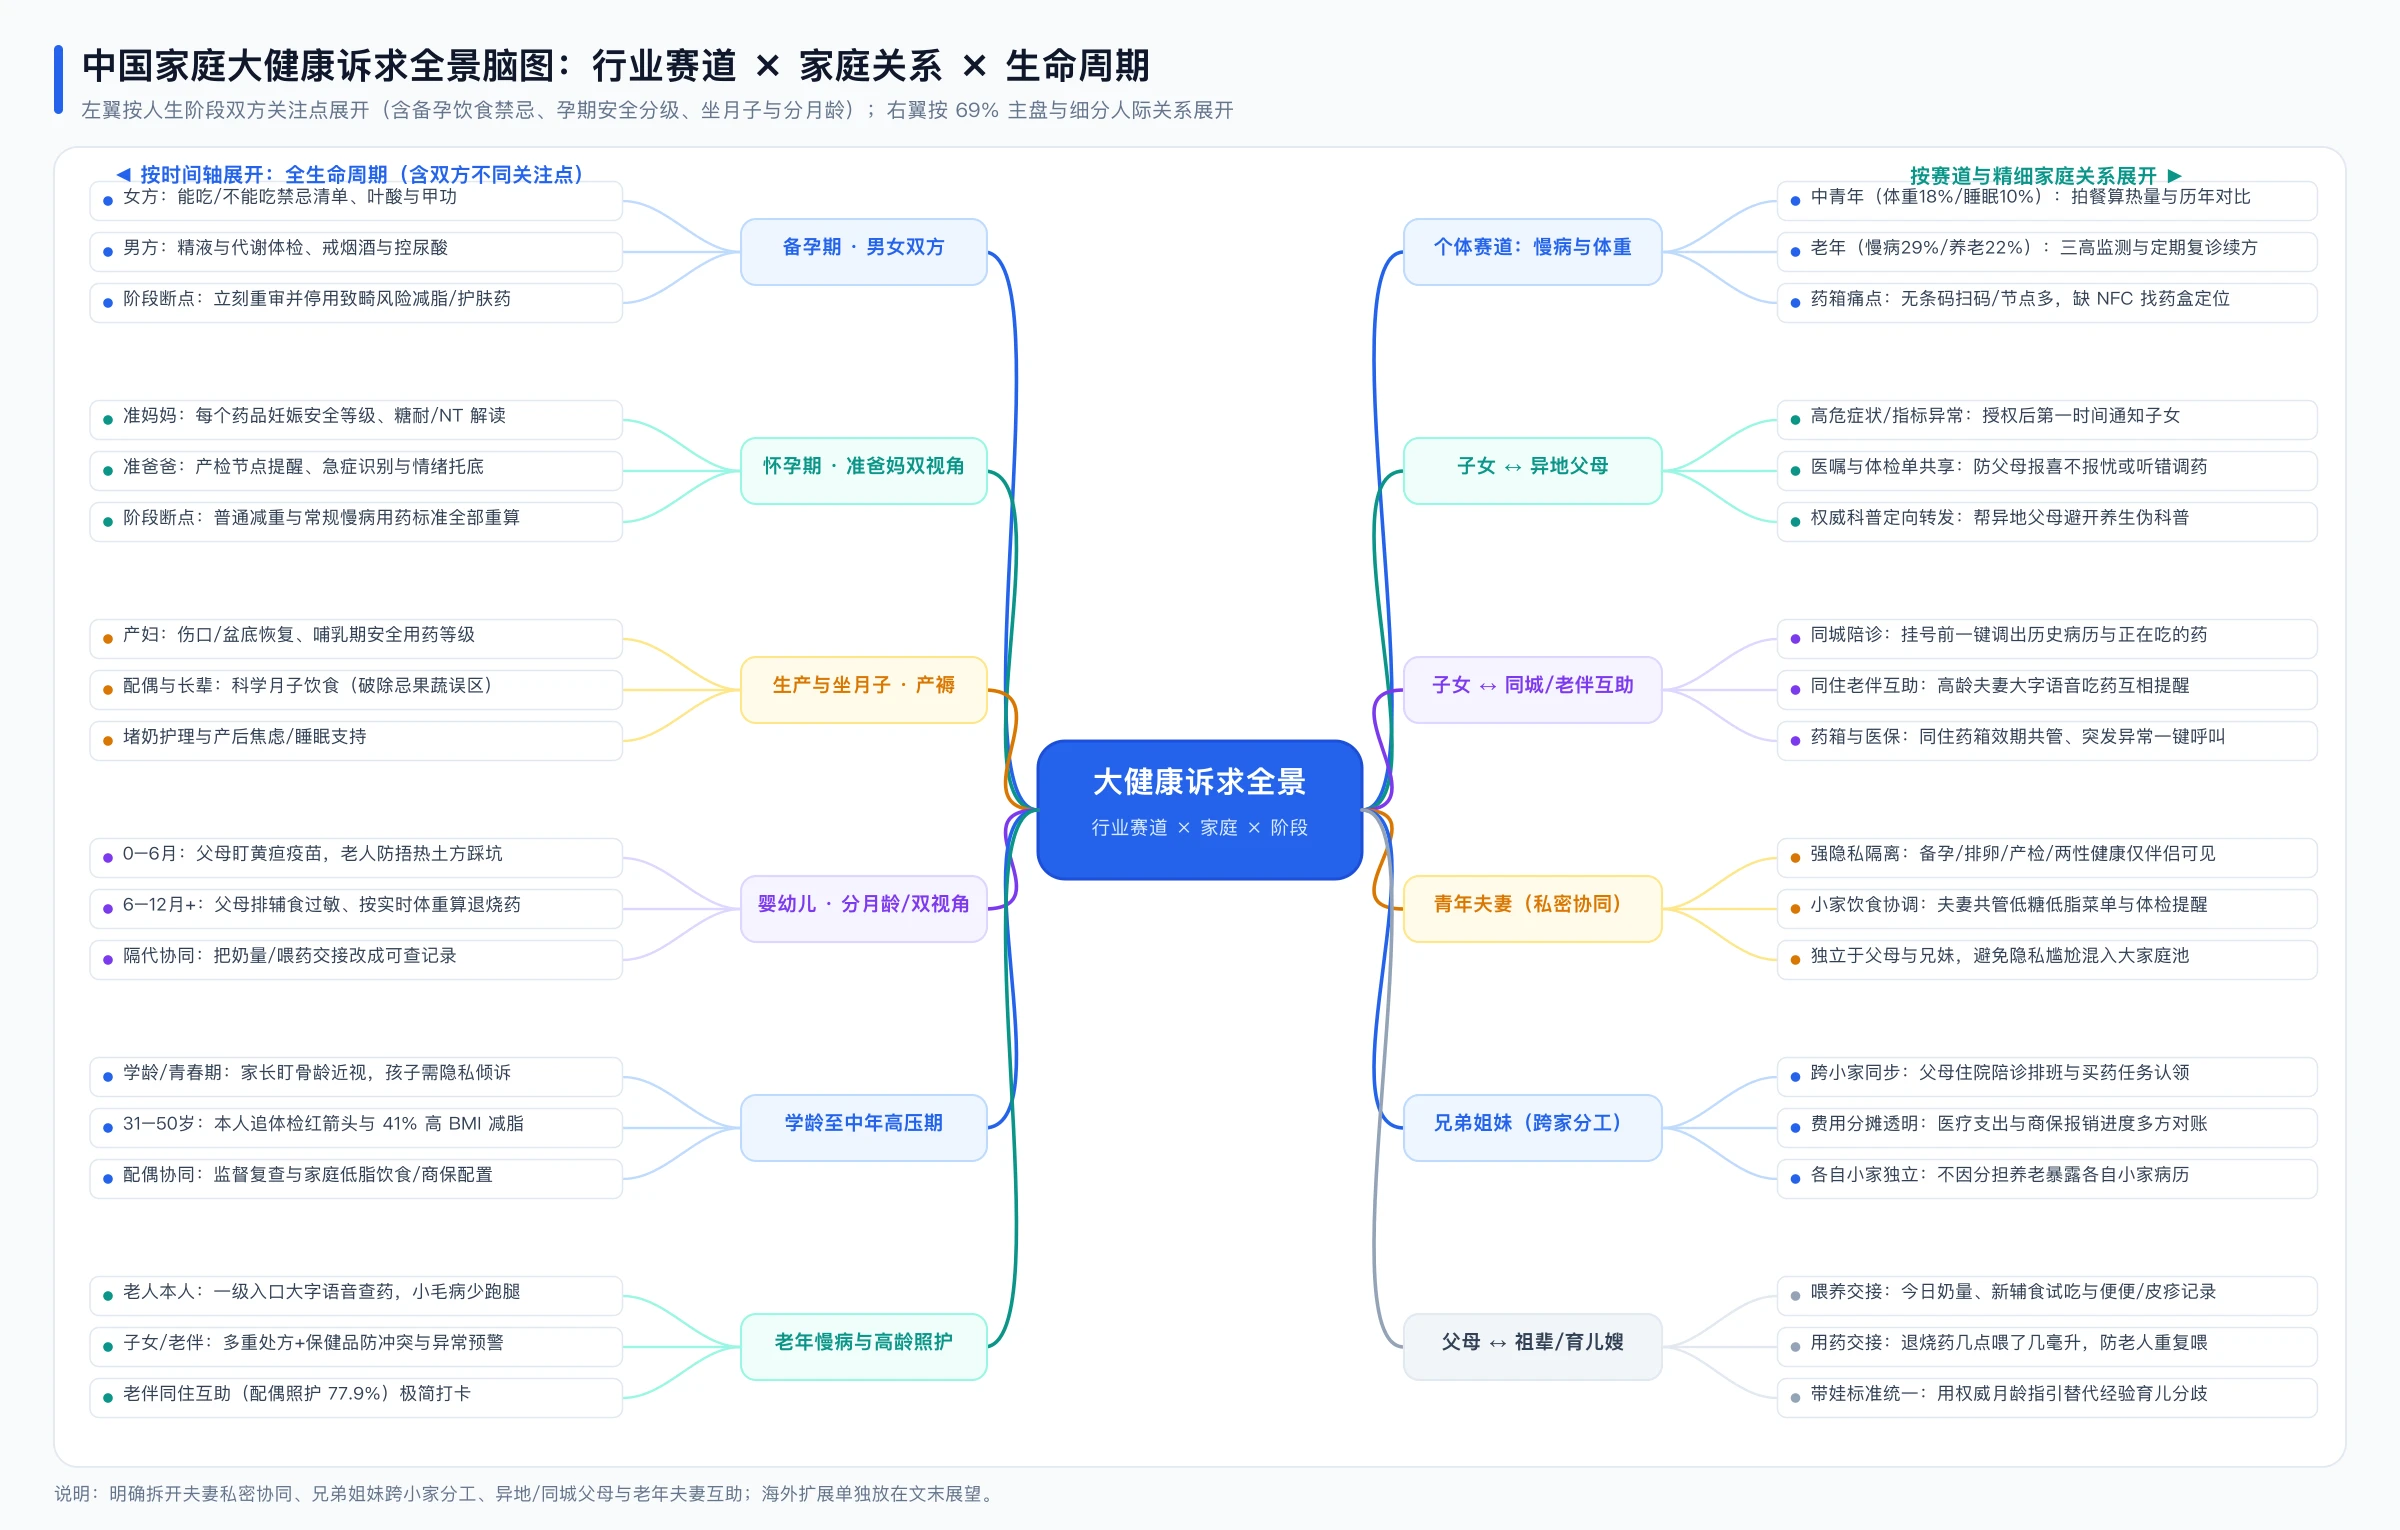 中国家庭大健康诉求全景脑图：行业赛道 × 家庭关系 × 生命周期
左翼按人生阶段双方关注点展开（含备孕饮食禁忌、孕期安全分级、坐月子与分月龄）；右翼按 69% 主盘与细分人际关系展开
◀ 按时间轴展开：全生命周期（含双方不同关注点）
女方：能吃/不能吃禁忌清单、叶酸与甲功
男方：精液与代谢体检、戒烟酒与控尿酸
阶段断点：立刻重审并停用致畸风险减脂/护肤药
备孕期 · 男女双方
准妈妈：每个药品妊娠安全等级、糖耐/NT 解读
准爸爸：产检节点提醒、急症识别与情绪托底
阶段断点：普通减重与常规慢病用药标准全部重算
怀孕期 · 准爸妈双视角
产妇：伤口/盆底恢复、哺乳期安全用药等级
配偶与长辈：科学月子饮食（破除忌果蔬误区）
堵奶护理与产后焦虑/睡眠支持
生产与坐月子 · 产褥
0–6月：父母盯黄疸疫苗，老人防捂热土方踩坑
6–12月+：父母排辅食过敏、按实时体重算退烧药
隔代协同：把奶量/喂药交接改成可查记录
婴幼儿 · 分月龄/双视角
学龄/青春期：家长盯骨龄近视，孩子需隐私倾诉
31–50岁：本人追体检红箭头与 41% 高 BMI 减脂
配偶协同：监督复查与家庭低脂饮食/商保配置
学龄至中年高压期
老人本人：一级入口大字语音查药，小毛病少跑腿
子女/老伴：多重处方+保健品防冲突与异常预警
老伴同住互助（配偶照护 77.9%）极简打卡
老年慢病与高龄照护
大健康诉求全景
行业赛道 × 家庭 × 阶段
按赛道与精细家庭关系展开 ▶
个体赛道：慢病与体重
中青年（体重18%/睡眠10%）：拍餐算热量与历年对比
老年（慢病29%/养老22%）：三高监测与定期复诊续方
药箱痛点：无条码扫码/节点多，缺 NFC 找药盒定位
子女 ↔ 异地父母
高危症状/指标异常：授权后第一时间通知子女
医嘱与体检单共享：防父母报喜不报忧或听错调药
权威科普定向转发：帮异地父母避开养生伪科普
子女 ↔ 同城/老伴互助
同城陪诊：挂号前一键调出历史病历与正在吃的药
同住老伴互助：高龄夫妻大字语音吃药互相提醒
药箱与医保：同住药箱效期共管、突发异常一键呼叫
青年夫妻（私密协同）
强隐私隔离：备孕/排卵/产检/两性健康仅伴侣可见
小家饮食协调：夫妻共管低糖低脂菜单与体检提醒
独立于父母与兄妹，避免隐私尴尬混入大家庭池
兄弟姐妹（跨家分工）
跨小家同步：父母住院陪诊排班与买药任务认领
费用分摊透明：医疗支出与商保报销进度多方对账
各自小家独立：不因分担养老暴露各自小家病历
父母 ↔ 祖辈/育儿嫂
喂养交接：今日奶量、新辅食试吃与便便/皮疹记录
用药交接：退烧药几点喂了几毫升，防老人重复喂
带娃标准统一：用权威月龄指引替代经验育儿分歧
说明：明确拆开夫妻私密协同、兄弟姐妹跨小家分工、异地/同城父母与老年夫妻互助；海外扩展单独放在文末展望。